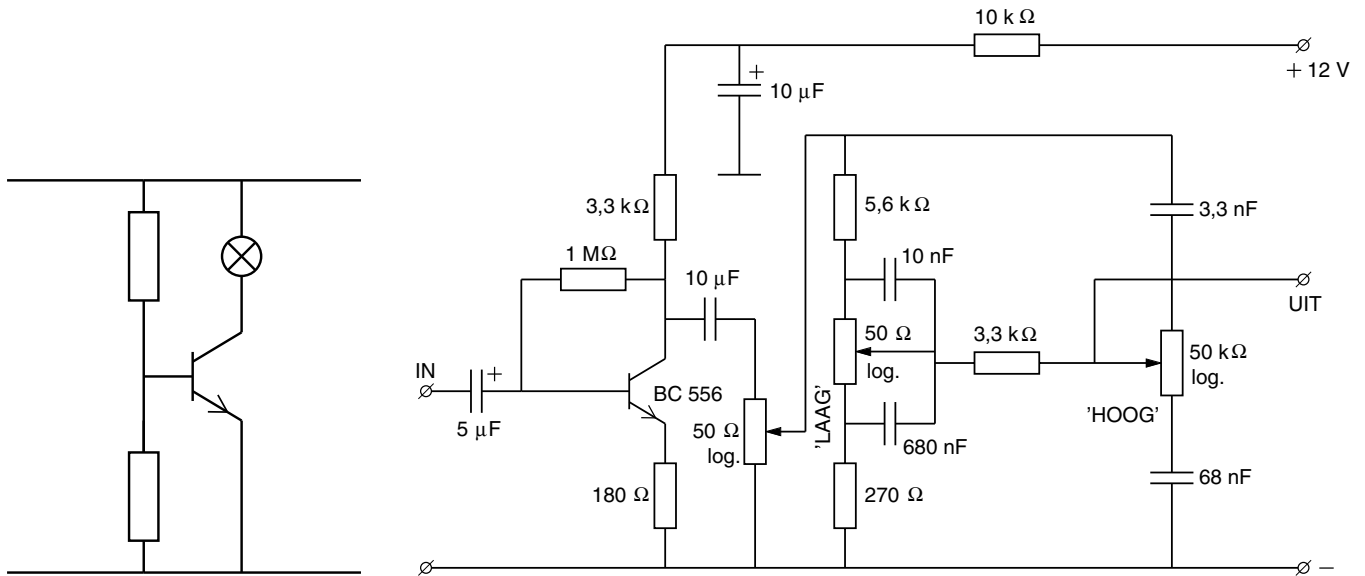 10 k Ω
+ 12 V
+
10 μF
3,3 kΩ
5,6 kΩ
3,3 nF
1 MΩ
10 nF
10 μF
UIT
50 Ω
log.
3,3 kΩ
50 kΩ
log.
IN
+
5 μF
BC 556
50 Ω
log.
'LAAG'
'HOOG'
680 nF
68 nF
180 Ω
270 Ω
−